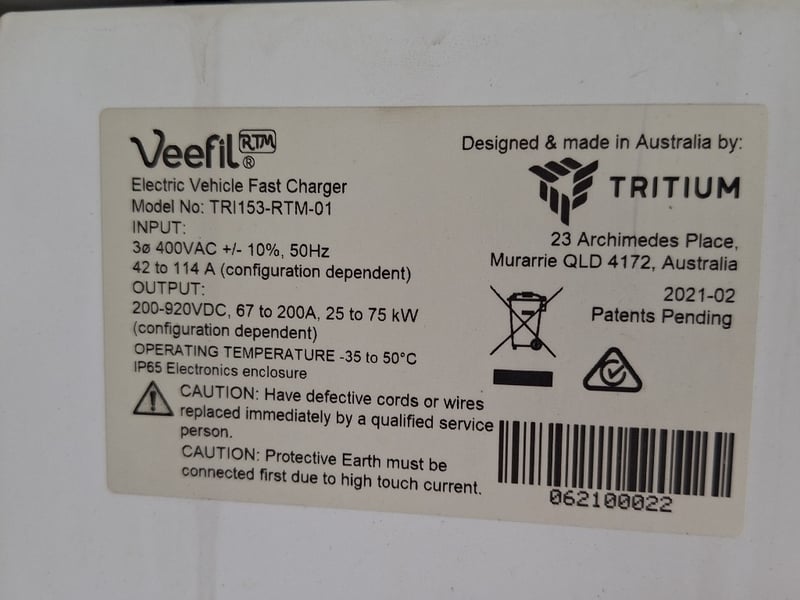 Veefil RTM ®
Electric Vehicle Fast Charger
Model No: TRI153-RTM-01
INPUT:
3ø 400VAC +/- 10%, 50Hz
42 to 114 A (configuration dependent)
OUTPUT:
200-920VDC, 67 to 200A, 25 to 75 kW
(configuration dependent)
OPERATING TEMPERATURE -35 to 50°C
IP65 Electronics enclosure
CAUTION: Have defective cords or wires
replaced immediately by a qualified service
person.
CAUTION: Protective Earth must be
connected first due to high touch current.
Designed & made in Australia by:
TRITIUM
23 Archimedes Place,
Murarrie QLD 4172, Australia
2021-02
Patents Pending
062100022